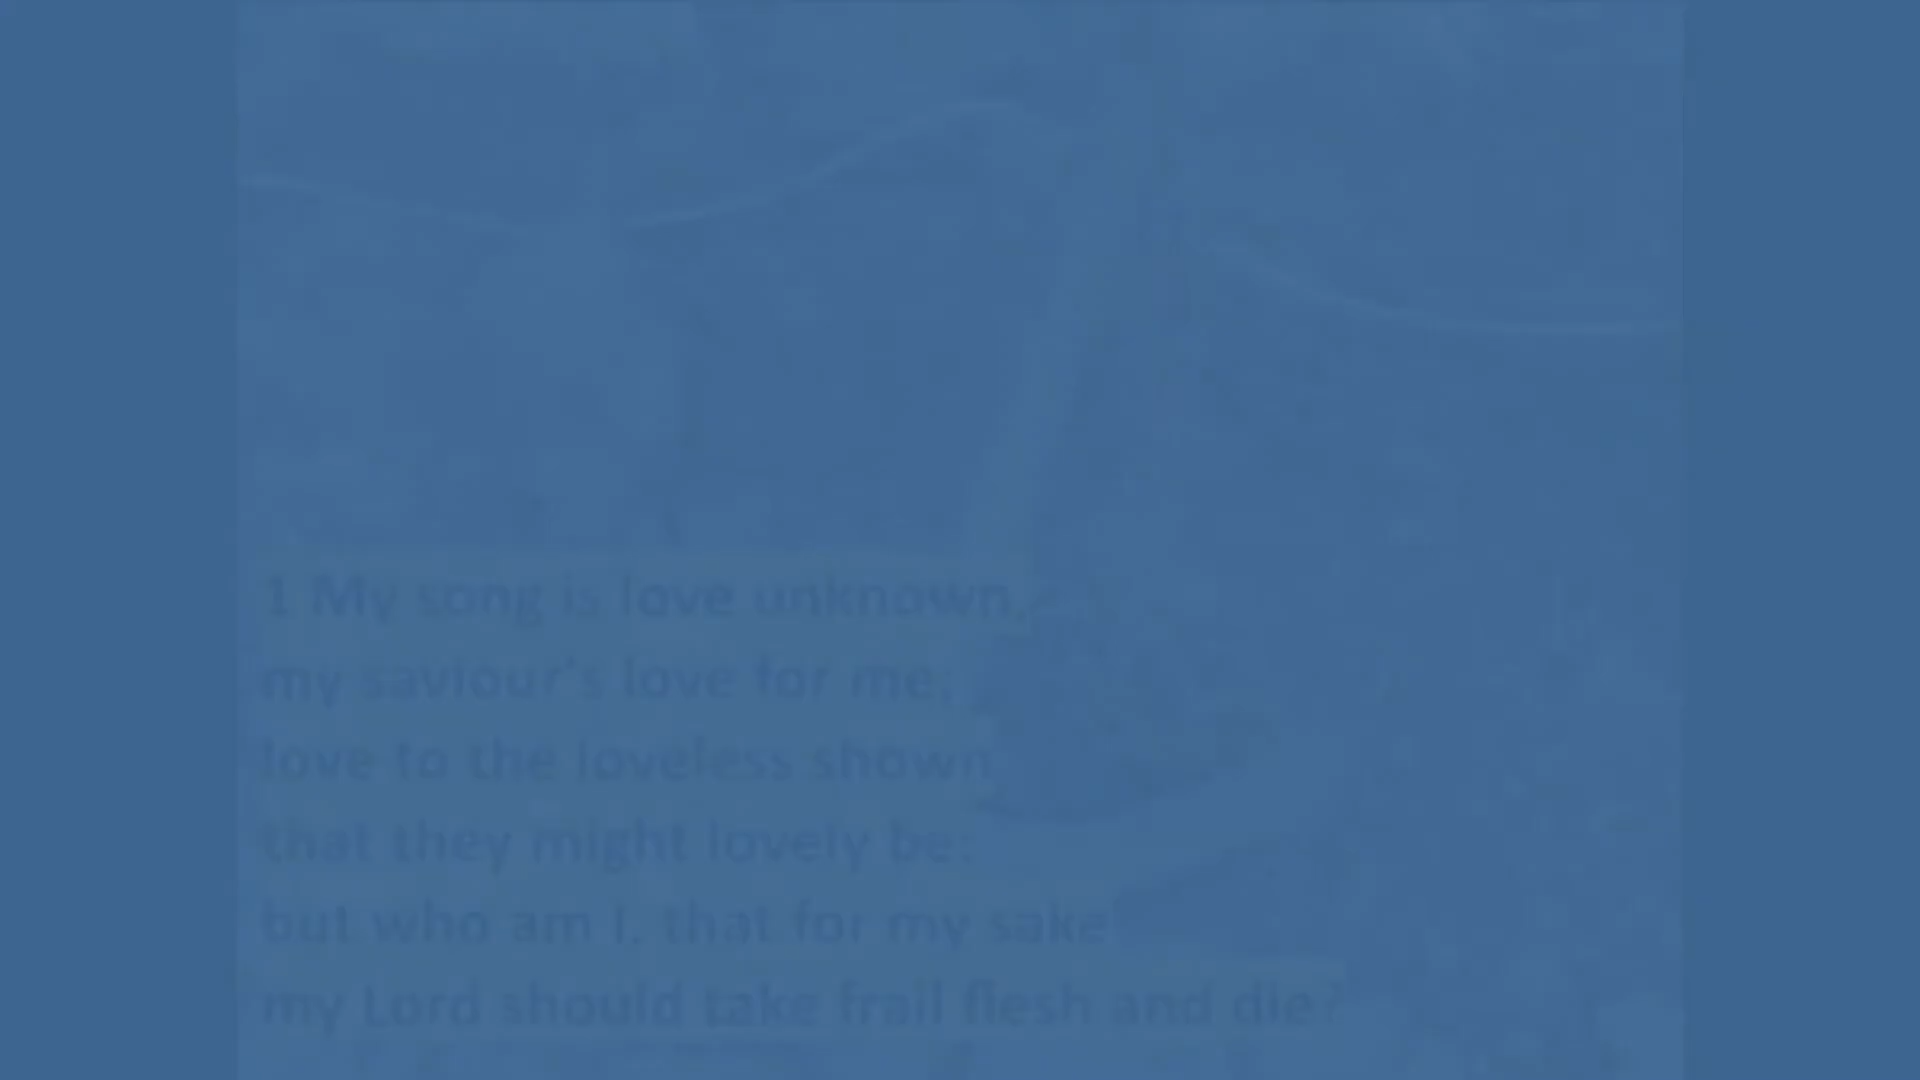 1 My song is love unknown,
my saviour's love for me;
love to the loveless shown
that they might lovely be:
but who am I, that for my sake
my Lord should take frail flesh and die?